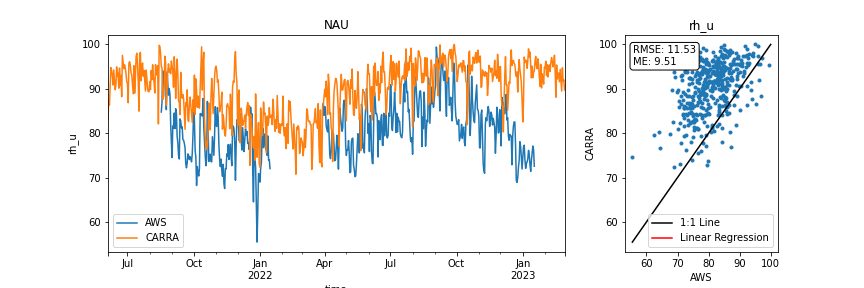 NAU
rh_u
100
90
80
70
60
AWS
CARRA
Jul
Oct
Jan
2022
Apr
Jul
Oct
Jan
2023
time
rh_u
CARRA
100
90
80
70
60
RMSE: 11.53
ME: 9.51
1:1 Line
Linear Regression
60
70
80
90
100
AWS